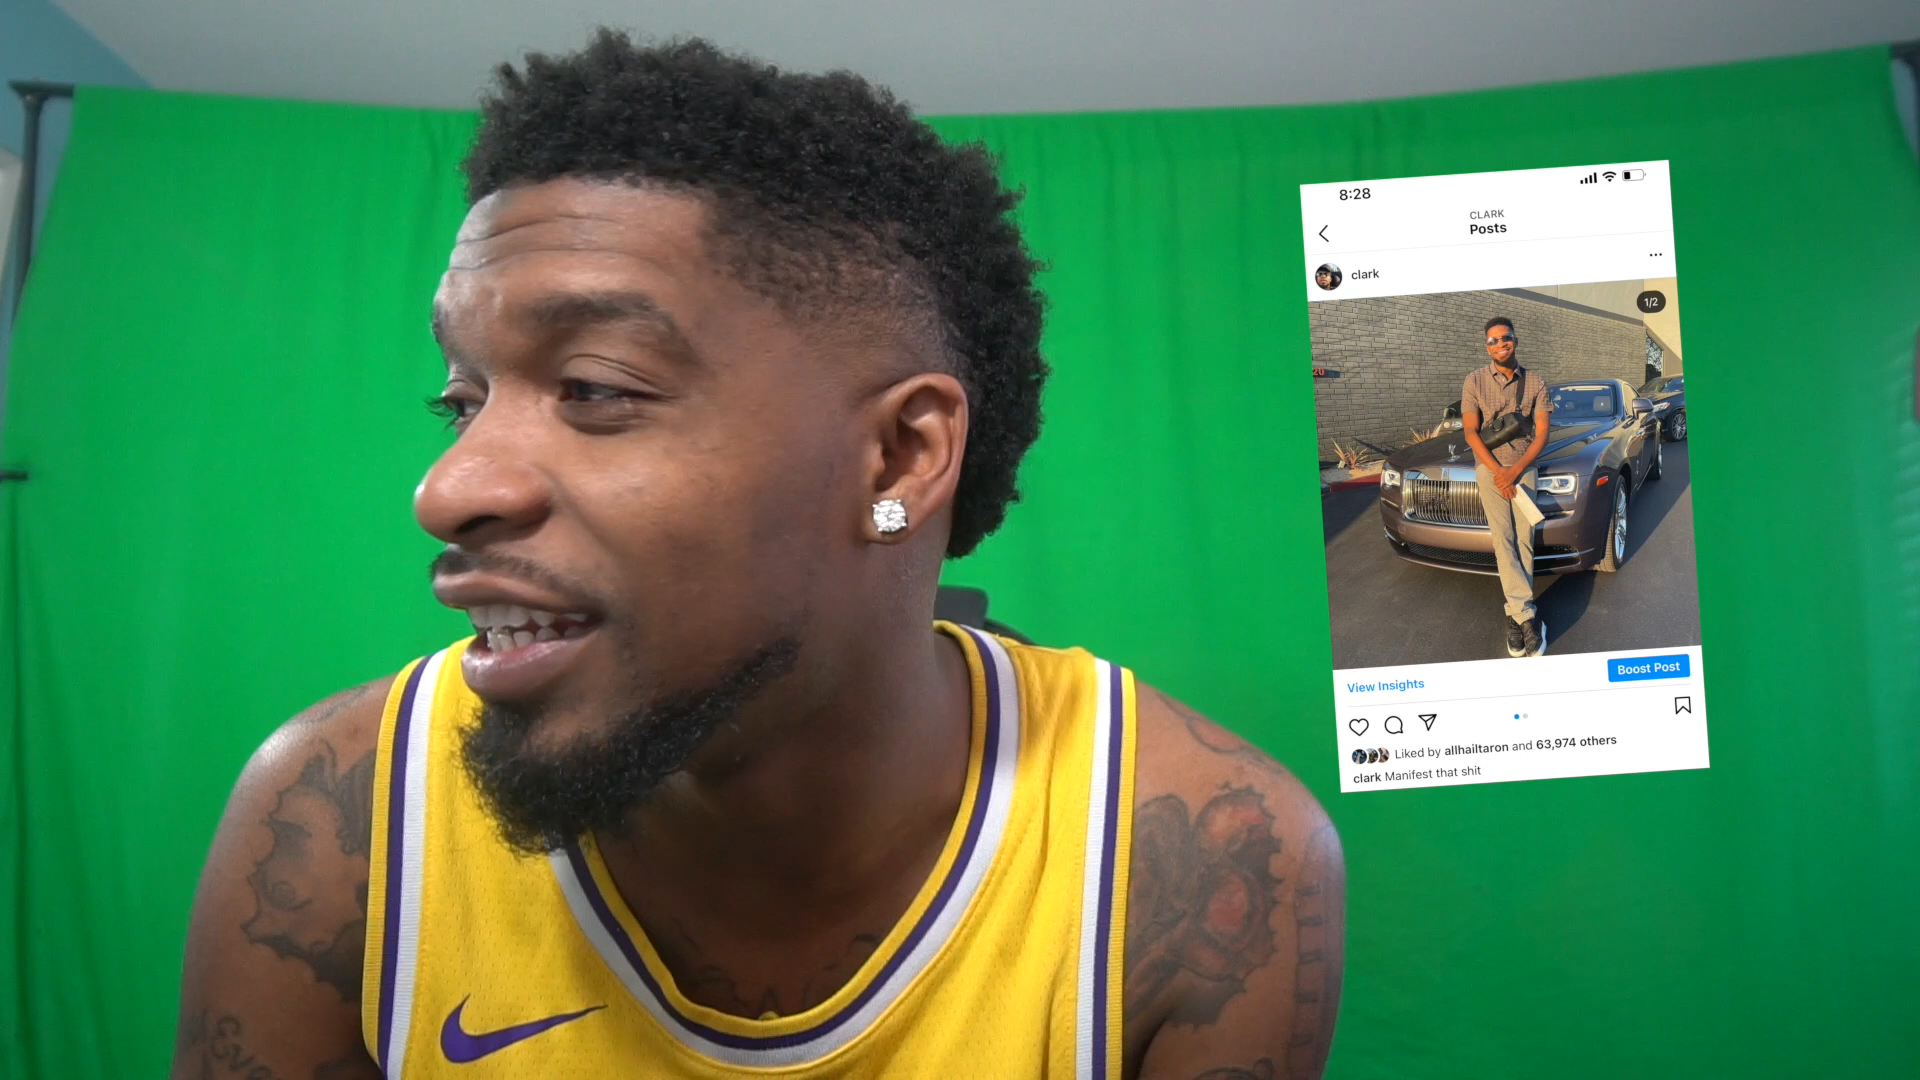 8:28
CLARK
Posts
clark
1/2
20
View Insights
Boost Post
Liked by allhailtaron and 63,974 others
clark Manifest that shit